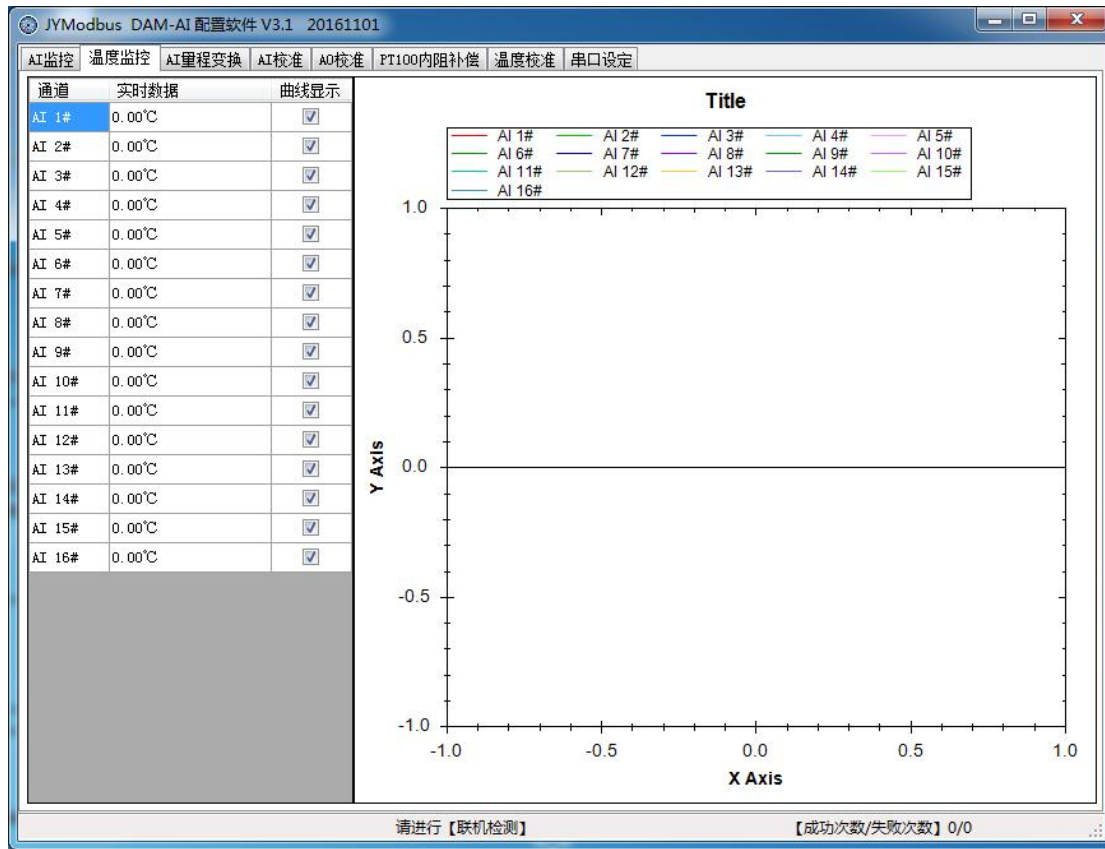 JYModbus DAM-AI 配置软件 V3.1 20161101
AI监控 温度监控 AI量程变换 AI校准 AO校准 PT100内阻补偿 温度校准 串口设定
通道 实时数据 曲线显示
AI 1# 0.00℃
AI 2# 0.00℃
AI 3# 0.00℃
AI 4# 0.00℃
AI 5# 0.00℃
AI 6# 0.00℃
AI 7# 0.00℃
AI 8# 0.00℃
AI 9# 0.00℃
AI 10# 0.00℃
AI 11# 0.00℃
AI 12# 0.00℃
AI 13# 0.00℃
AI 14# 0.00℃
AI 15# 0.00℃
AI 16# 0.00℃
Title
AI 1# AI 2# AI 3# AI 4# AI 5#
AI 6# AI 7# AI 8# AI 9# AI 10#
AI 11# AI 12# AI 13# AI 14# AI 15#
AI 16#
1.0
0.5
0.0
-0.5
-1.0
Y Axis
-1.0 -0.5 0.0 0.5 1.0
X Axis
请进行【联机检测】 【成功次数/失败次数】0/0